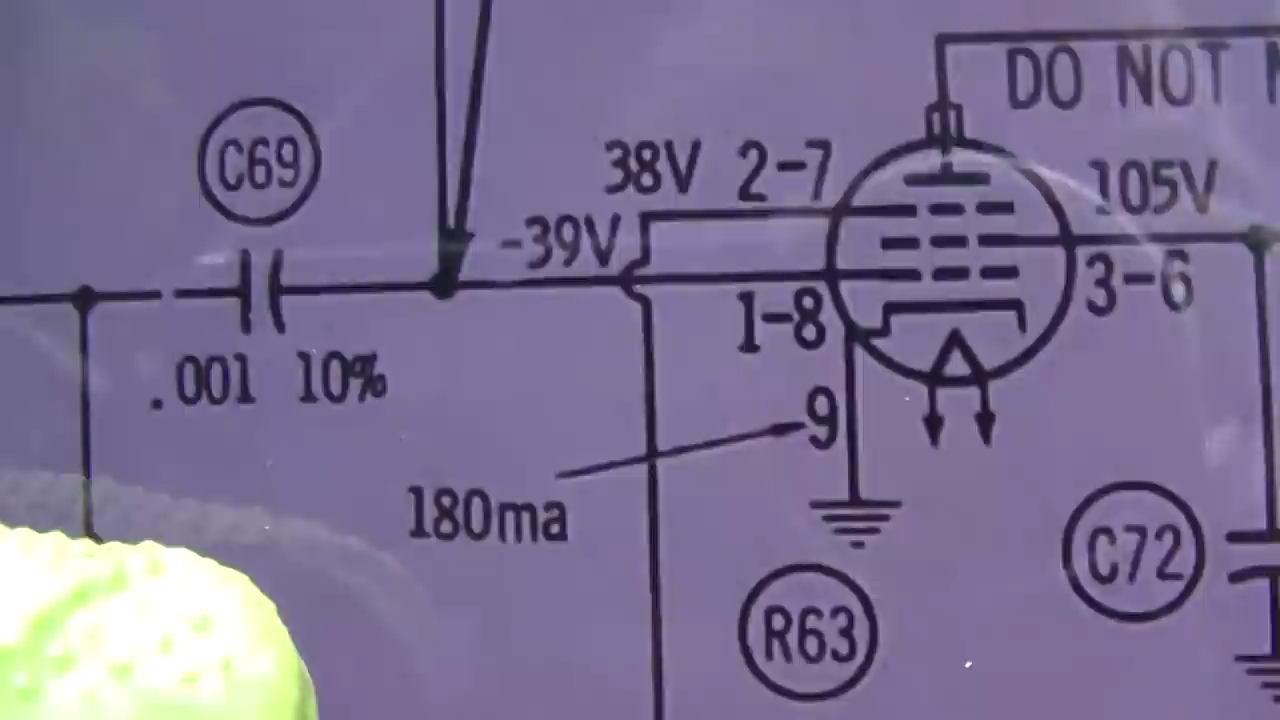 DO NOT
C69
38V 2-7
105V
-39V
3-6
1-8
.001 10%
9
180ma
C72
R63